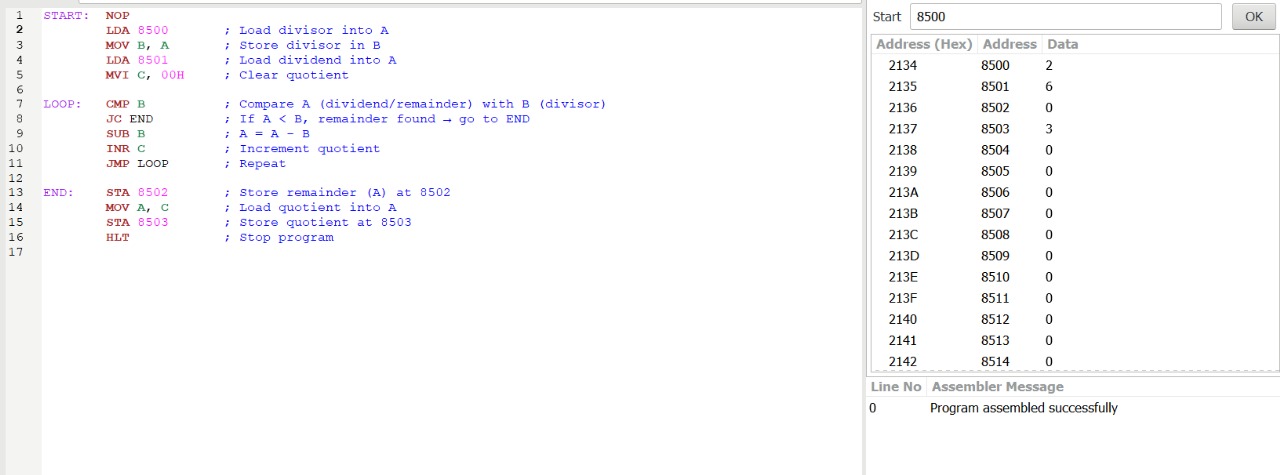 1 START: NOP
2 LDA 8500 ; Load divisor into A
3 MOV B, A ; Store divisor in B
4 LDA 8501 ; Load dividend into A
5 MVI C, 00H ; Clear quotient
6
7 LOOP: CMP B ; Compare A (dividend/remainder) with B (divisor)
8 JC END ; If A < B, remainder found → go to END
9 SUB B ; A = A - B
10 INR C ; Increment quotient
11 JMP LOOP ; Repeat
12
13 END: STA 8502 ; Store remainder (A) at 8502
14 MOV A, C ; Load quotient into A
15 STA 8503 ; Store quotient at 8503
16 HLT ; Stop program
17
Start 8500 OK
Address (Hex) Address Data
2134 8500 2
2135 8501 6
2136 8502 0
2137 8503 3
2138 8504 0
2139 8505 0
213A 8506 0
213B 8507 0
213C 8508 0
213D 8509 0
213E 8510 0
213F 8511 0
2140 8512 0
2141 8513 0
2142 8514 0
Line No Assembler Message
0 Program assembled successfully